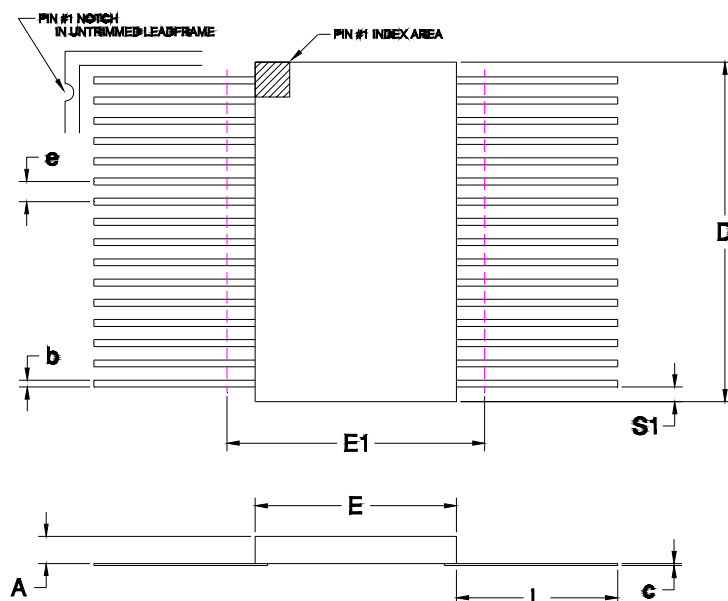 PIN #1 NOTCH
IN UNTRIMMED LEADFRAME
PIN #1 INDEX AREA
e
D
b
S1
E1
E
A
L
c